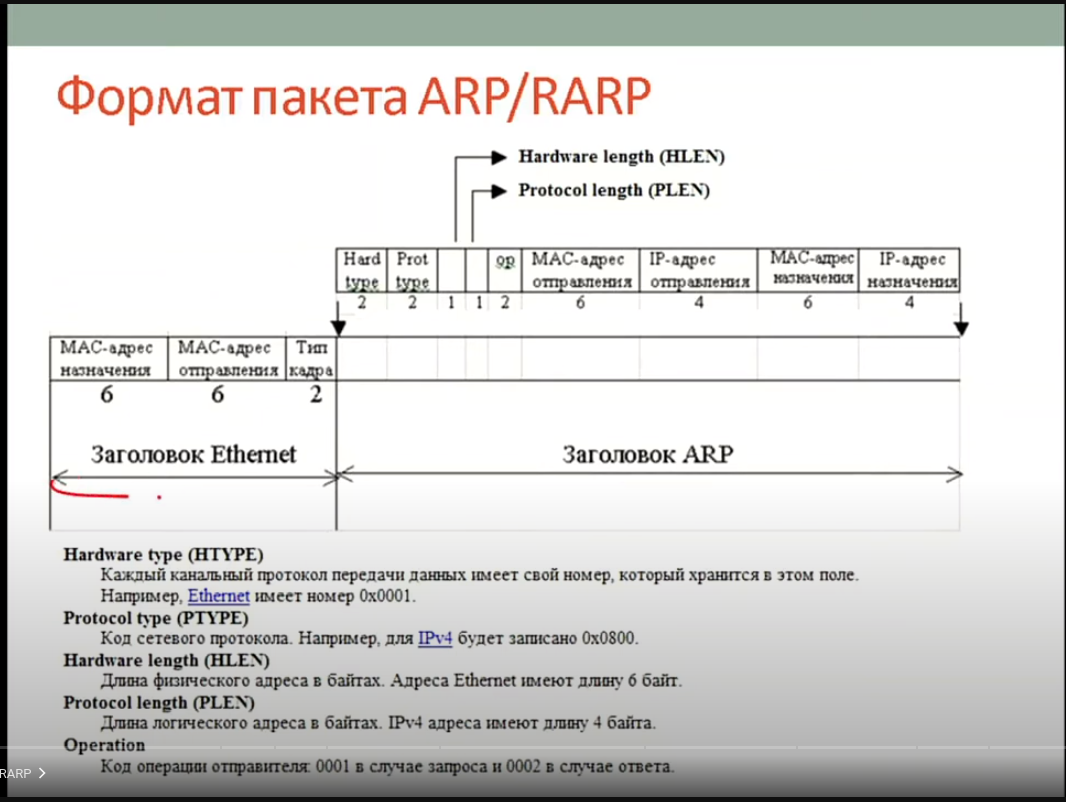 Формат пакета ARP/RARP
Hardware length (HLEN)
Protocol length (PLEN)
Hard type
Prot type
op
MAC-адрес отправления
IP-адрес отправления
MAC-адрес назначения
IP-адрес назначения
2 2 1 1 2 6 4 6 4
MAC-адрес назначения
MAC-адрес отправления
Тип кадра
6 6 2
Заголовок Ethernet
Заголовок ARP
Hardware type (HTYPE)
Каждый канальный протокол передачи данных имеет свой номер, который хранится в этом поле.
Например, Ethernet имеет номер 0x0001.
Protocol type (PTYPE)
Код сетевого протокола. Например, для IPv4 будет записано 0x0800.
Hardware length (HLEN)
Длина физического адреса в байтах. Адреса Ethernet имеют длину 6 байт.
Protocol length (PLEN)
Длина логического адреса в байтах. IPv4 адреса имеют длину 4 байта.
Operation
Код операции отправителя: 0001 в случае запроса и 0002 в случае ответа.
RARP